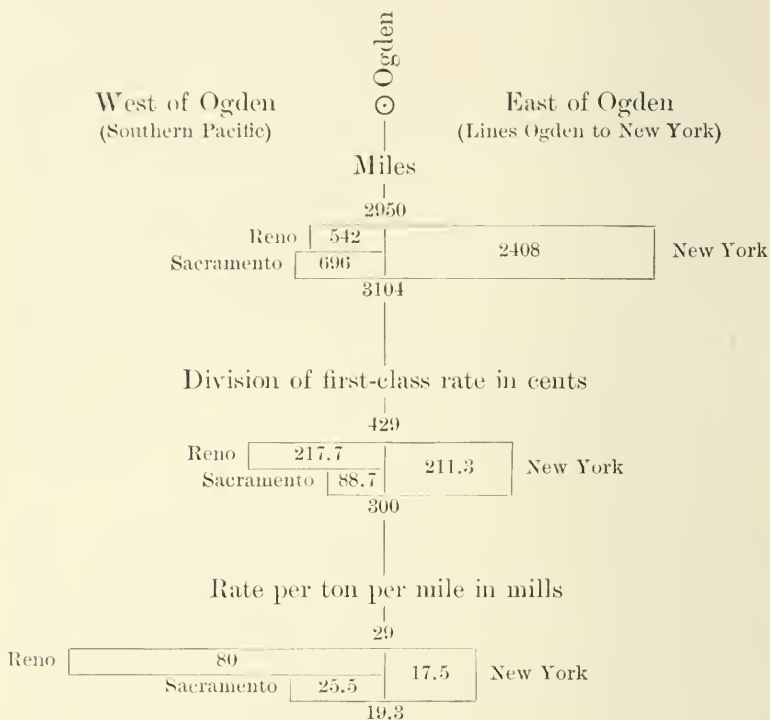 Ogden
West of Ogden
(Southern Pacific)
East of Ogden
(Lines Ogden to New York)
Miles
2950
Reno 542
2408 New York
Sacramento 696
3104
Division of first-class rate in cents
429
Reno 217.7
211.3 New York
Sacramento 88.7
300
Rate per ton per mile in mills
29
Reno 80
17.5 New York
Sacramento 25.5
19.3